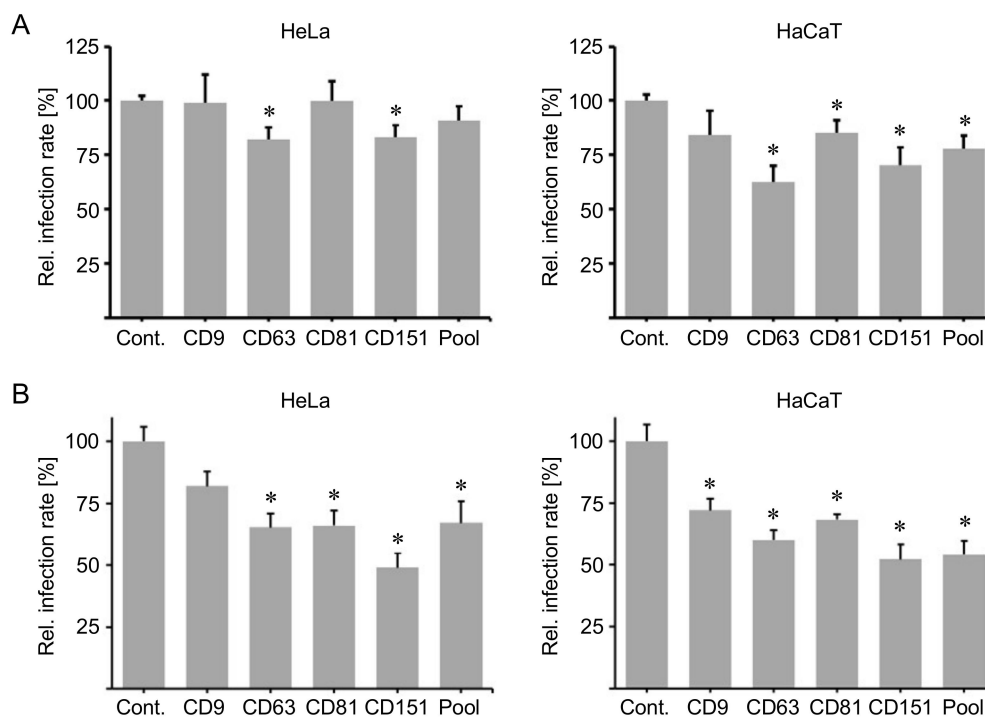 A
HeLa
Rel. infection rate [%]
125
100
75
50
25
* *
Cont. CD9 CD63 CD81 CD151 Pool
HaCaT
Rel. infection rate [%]
125
100
75
50
25
* * * *
Cont. CD9 CD63 CD81 CD151 Pool
B
HeLa
Rel. infection rate [%]
100
75
50
25
* * * *
Cont. CD9 CD63 CD81 CD151 Pool
HaCaT
Rel. infection rate [%]
100
75
50
25
* * * * *
Cont. CD9 CD63 CD81 CD151 Pool